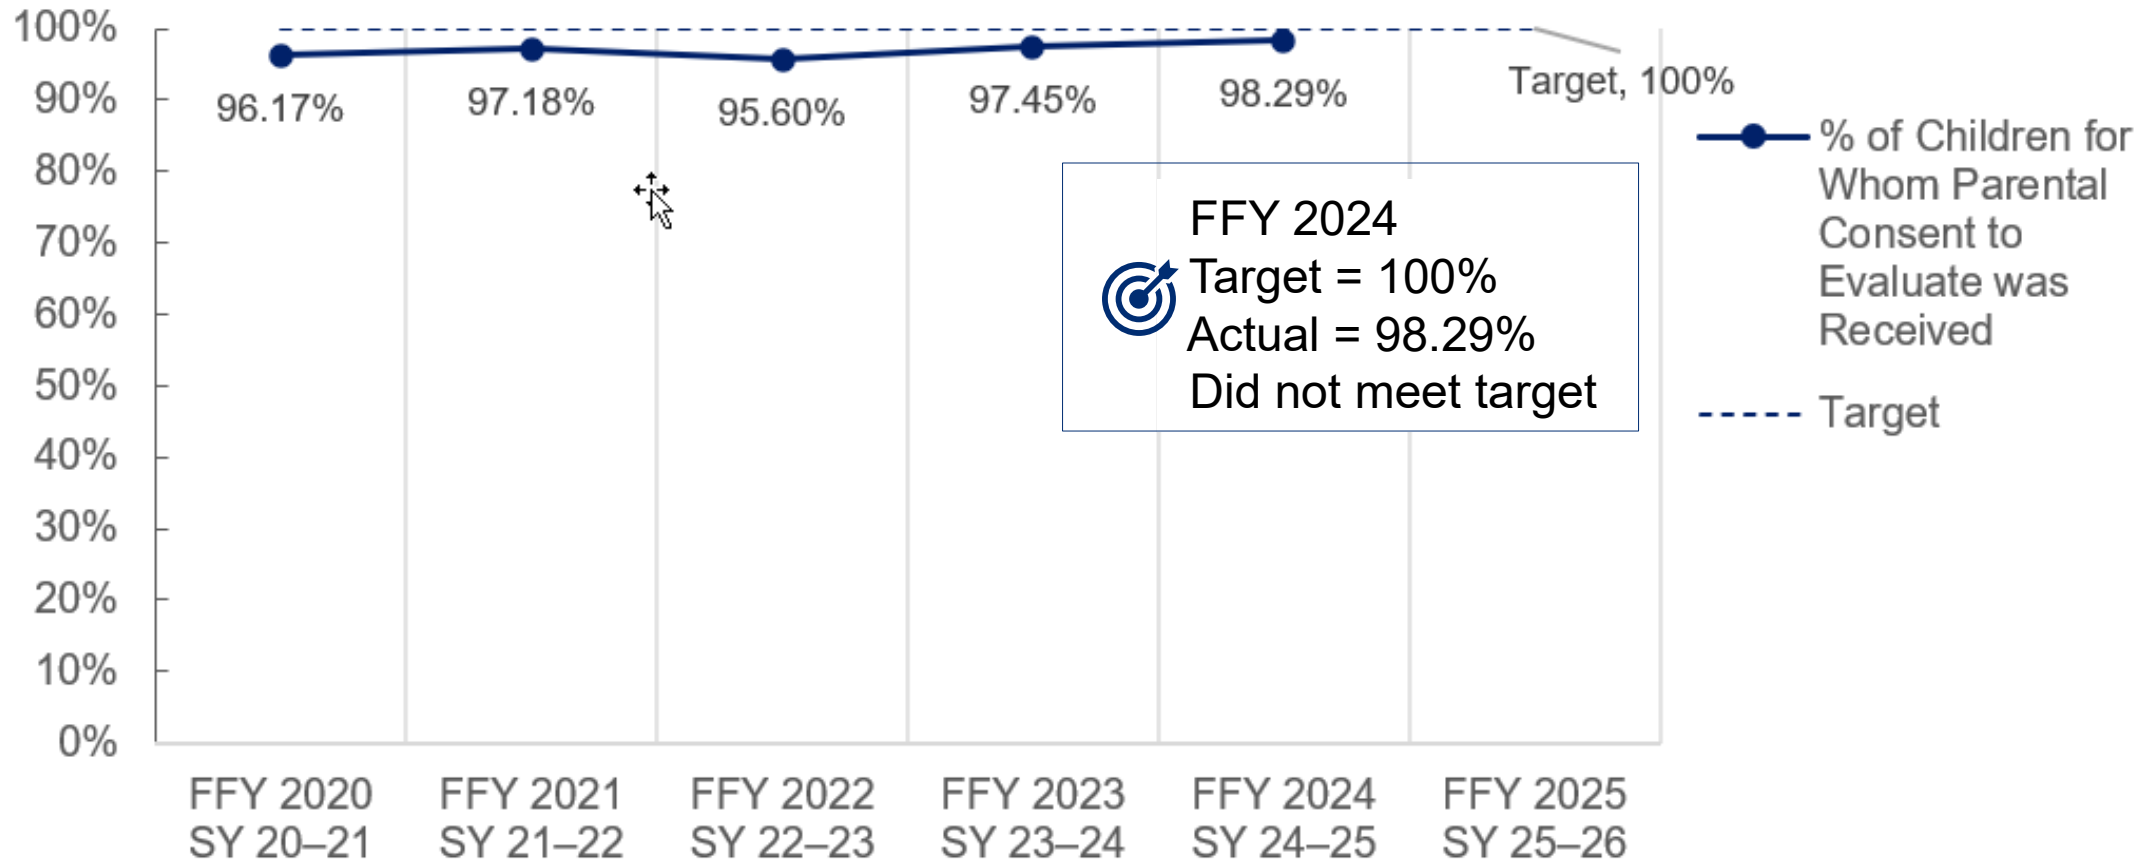 100%
90%
80%
70%
60%
50%
40%
30%
20%
10%
0%
96.17%
97.18%
95.60%
97.45%
98.29%
Target, 100%
FFY 2024
Target = 100%
Actual = 98.29%
Did not meet target
% of Children for
Whom Parental
Consent to
Evaluate was
Received
Target
FFY 2020
SY 20–21
FFY 2021
SY 21–22
FFY 2022
SY 22–23
FFY 2023
SY 23–24
FFY 2024
SY 24–25
FFY 2025
SY 25–26